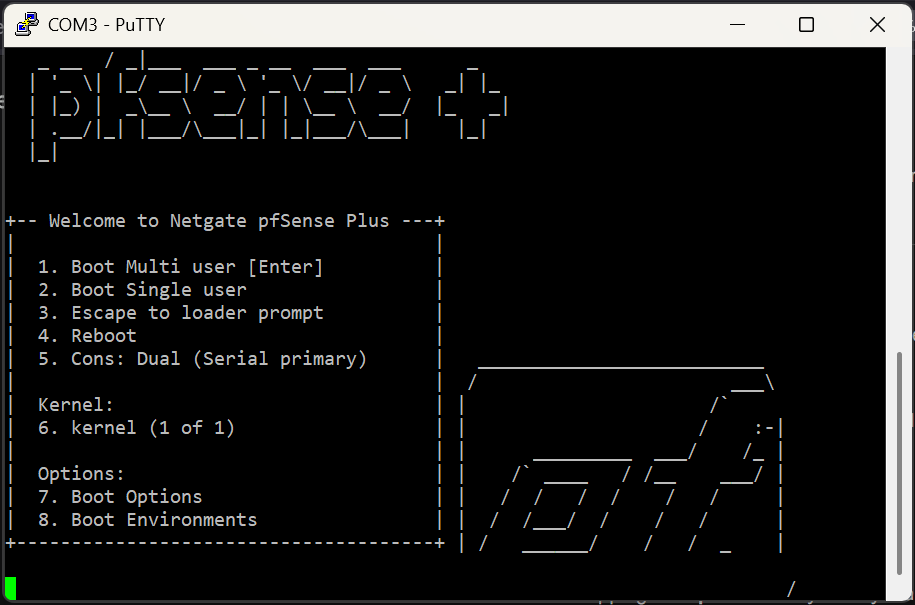 COM3 - PuTTY
pfsense +
+-- Welcome to Netgate pfSense Plus ---+
1. Boot Multi user [Enter]
2. Boot Single user
3. Escape to loader prompt
4. Reboot
5. Cons: Dual (Serial primary)
Kernel:
6. kernel (1 of 1)
Options:
7. Boot Options
8. Boot Environments
pf